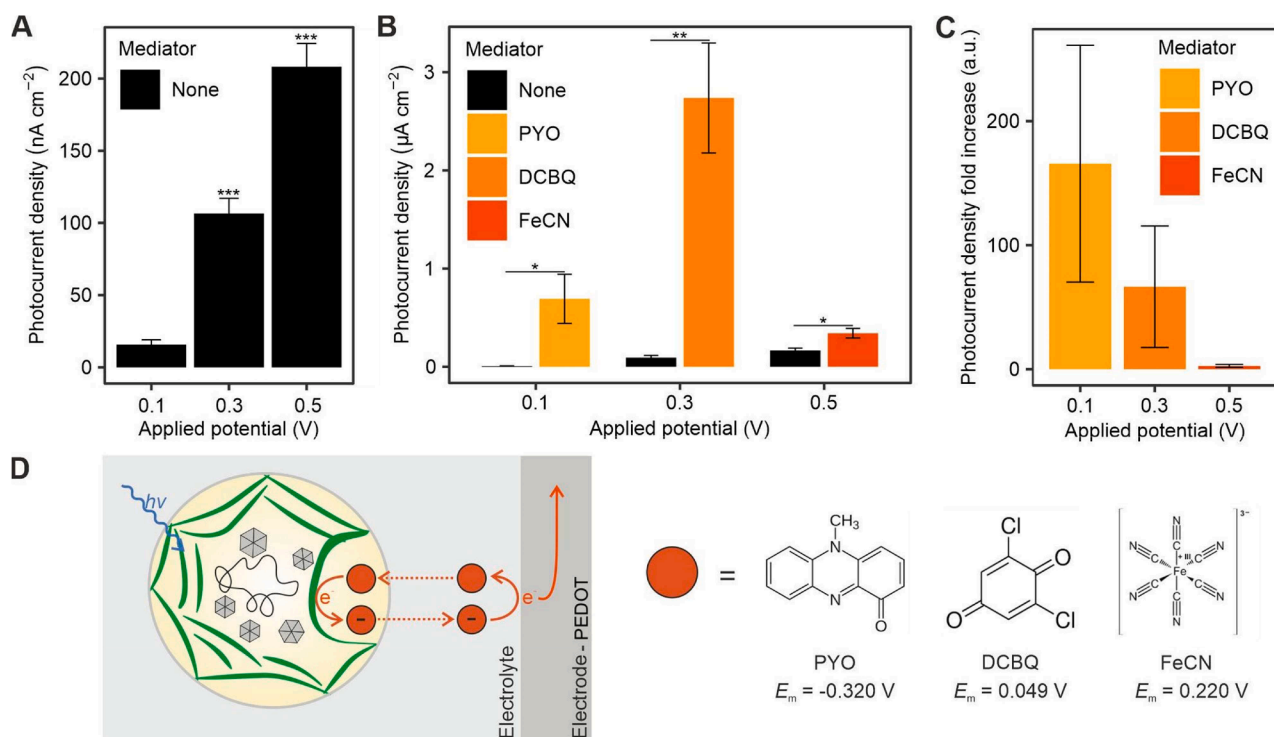 A
Mediator
None
***
***
Photocurrent density (nA cm⁻²)
200
150
100
50
0
0.1 0.3 0.5
Applied potential (V)
B
Mediator
None
PYO
DCBQ
FeCN
*
**
*
Photocurrent density (µA cm⁻²)
3
2
1
0
0.1 0.3 0.5
Applied potential (V)
C
Mediator
PYO
DCBQ
FeCN
Photocurrent density fold increase (a.u.)
200
100
0
0.1 0.3 0.5
Applied potential (V)
D
hν
e⁻
-
-
e⁻
Electrolyte
Electrode - PEDOT
=
CH₃
N
N
O
PYO
Eₘ = -0.320 V
Cl
O
O
Cl
DCBQ
Eₘ = 0.049 V
3−
N
C
N C C N
+ III
Fe
N C C N
C
N
FeCN
Eₘ = 0.220 V